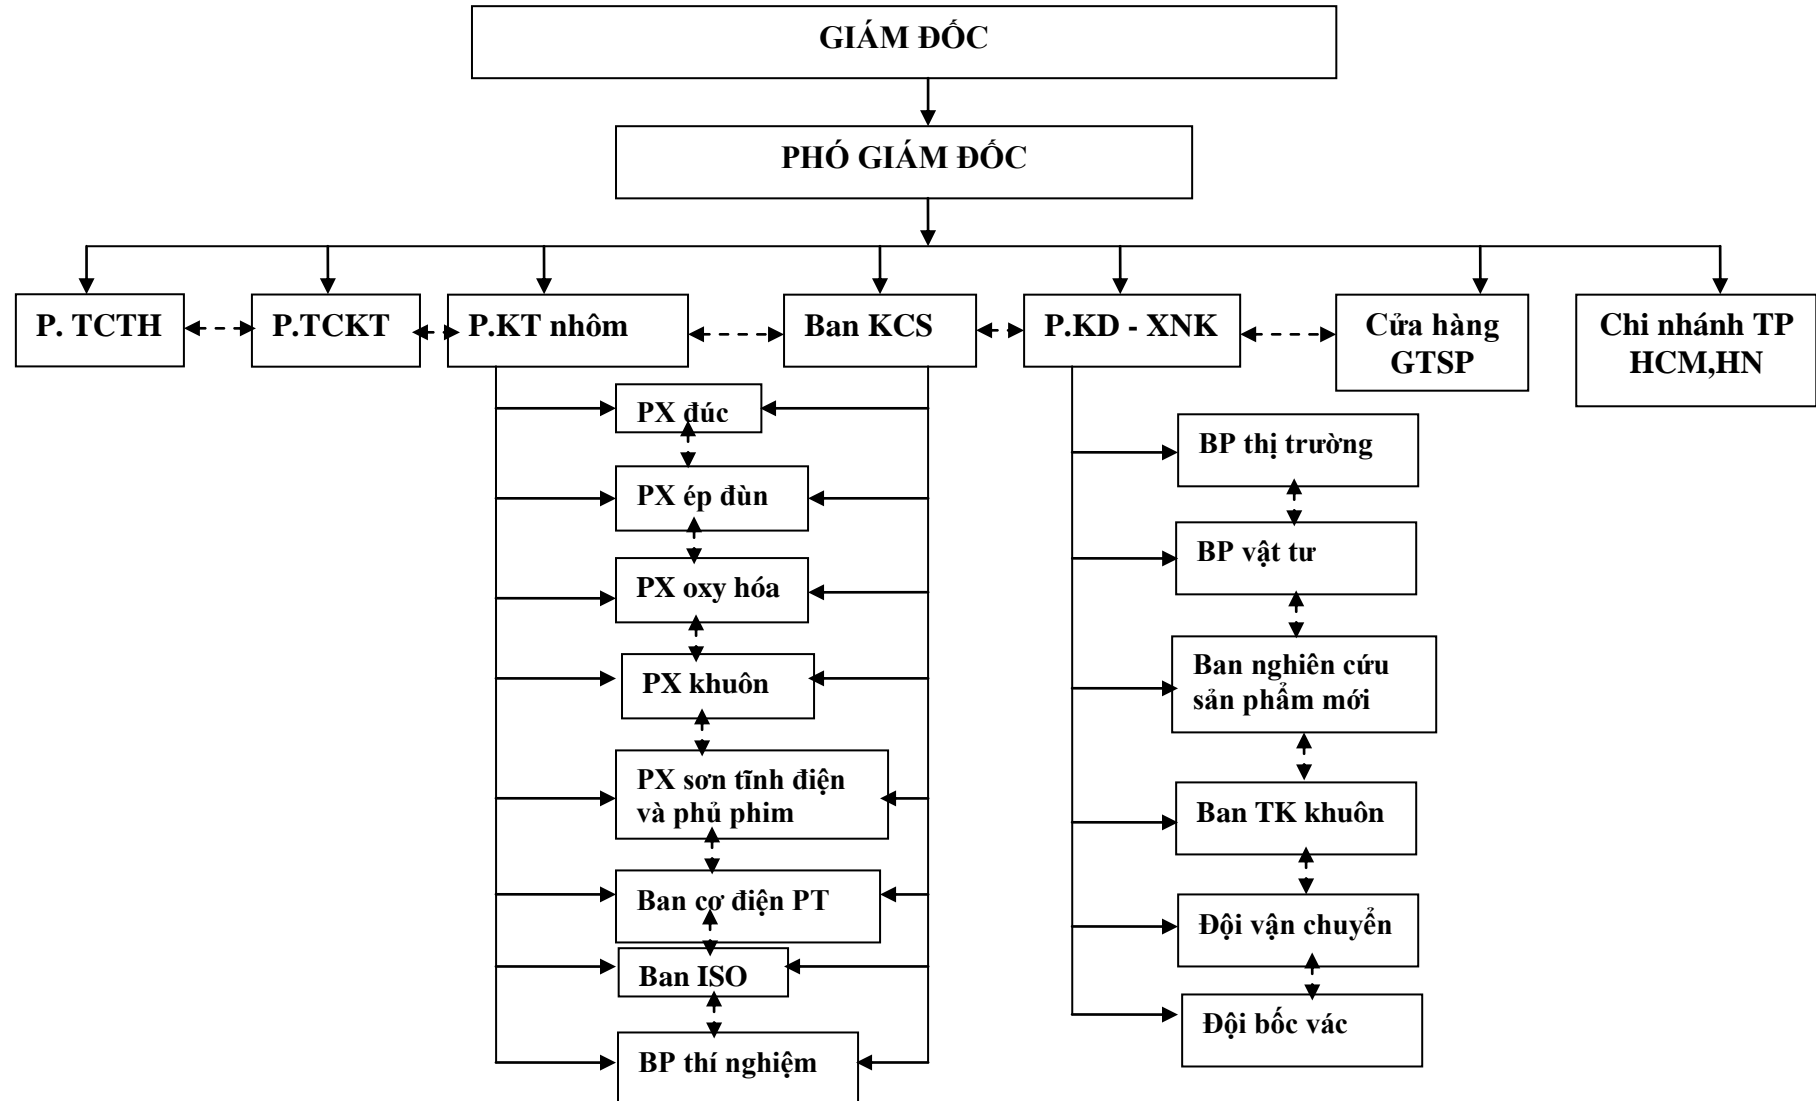 GIÁM ĐỐC
PHÓ GIÁM ĐỐC
P. TCTH
P.TCKT
P.KT nhôm
Ban KCS
P.KD - XNK
Cửa hàng
GTSP
Chi nhánh TP
HCM,HN
PX đúc
PX ép đùn
PX oxy hóa
PX khuôn
PX sơn tĩnh điện
và phủ phim
Ban cơ điện PT
Ban ISO
BP thí nghiệm
BP thị trường
BP vật tư
Ban nghiên cứu
sản phẩm mới
Ban TK khuôn
Đội vận chuyển
Đội bốc vác